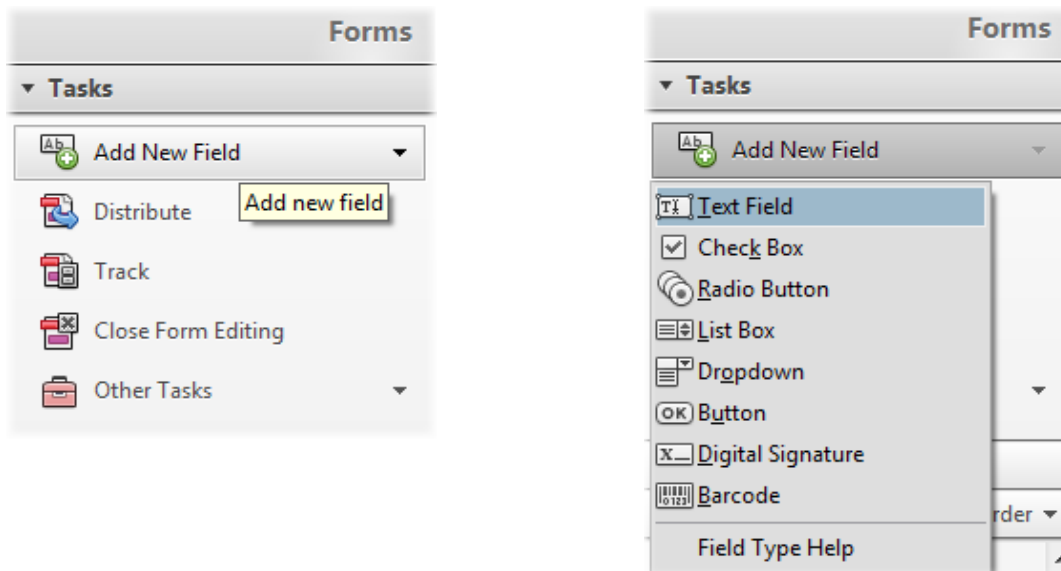 Forms
Tasks
Add New Field
Add new field
Distribute
Track
Close Form Editing
Other Tasks
Forms
Tasks
Add New Field
Text Field
Check Box
Radio Button
List Box
Dropdown
Button
Digital Signature
Barcode
rder
Field Type Help